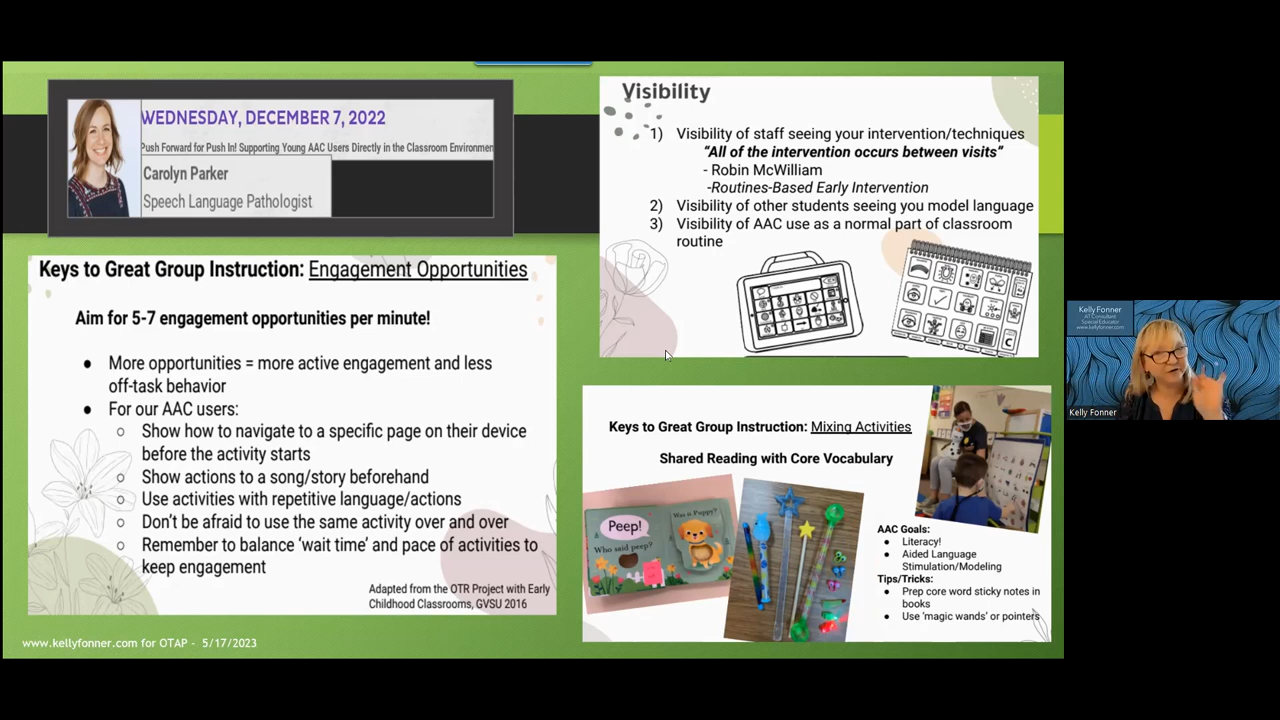 WEDNESDAY, DECEMBER 7, 2022
Push Forward for Push In! Supporting Young AAC Users Directly in the Classroom Environmen
Carolyn Parker
Speech Language Pathologist
Keys to Great Group Instruction: Engagement Opportunities
Aim for 5-7 engagement opportunities per minute!
● More opportunities = more active engagement and less
off-task behavior
● For our AAC users:
○ Show how to navigate to a specific page on their device
before the activity starts
○ Show actions to a song/story beforehand
○ Use activities with repetitive language/actions
○ Don't be afraid to use the same activity over and over
○ Remember to balance 'wait time' and pace of activities to
keep engagement
Adapted from the OTR Project with Early
Childhood Classrooms, GVSU 2016
www.kellyfonner.com for OTAP - 5/17/2023
Visibility
1) Visibility of staff seeing your intervention/techniques
"All of the intervention occurs between visits"
- Robin McWilliam
-Routines-Based Early Intervention
2) Visibility of other students seeing you model language
3) Visibility of AAC use as a normal part of classroom
routine
Keys to Great Group Instruction: Mixing Activities
Shared Reading with Core Vocabulary
Peep!
Who said peep?
Was it Puppy?
AAC Goals:
● Literacy!
● Aided Language
Stimulation/Modeling
Tips/Tricks:
● Prep core word sticky notes in
books
● Use 'magic wands' or pointers
Kelly Fonner
AT Consultant
Special Educator
www.kellyfonner.com
Kelly Fonner